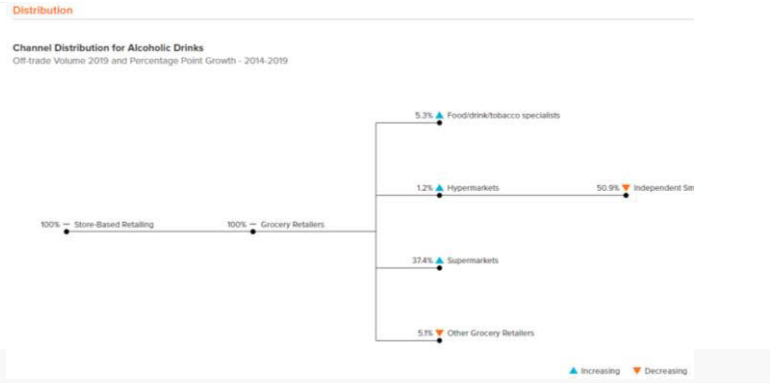 Distribution
Channel Distribution for Alcoholic Drinks
Off-trade Volume 2019 and Percentage Point Growth - 2014-2019
5.3% ▲ Food/drink/tobacco specialists
1.2% ▲ Hypermarkets
50.9% ▼ Independent Sm
100% — Store-Based Retailing
100% — Grocery Retailers
37.4% ▲ Supermarkets
5.1% ▼ Other Grocery Retailers
▲ Increasing ▼ Decreasing